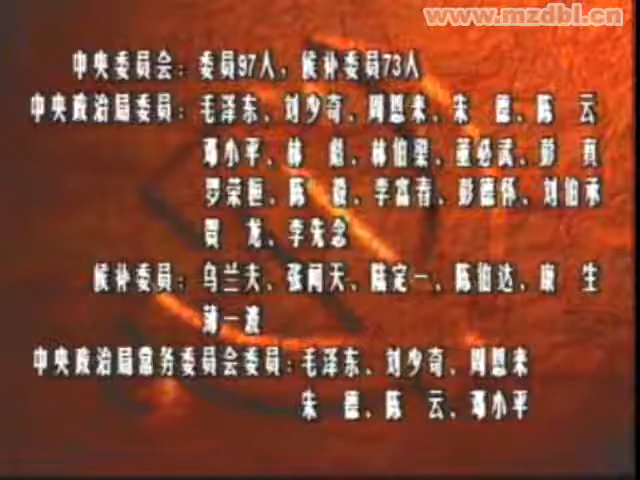 www.mzdbl.cn
中央委员会：委员97人，候补委员73人
中央政治局委员：毛泽东、刘少奇、周恩来、朱　德、陈　云
邓小平、林　彪、林伯渠、董必武、彭　真
罗荣桓、陈　毅、李富春、彭德怀、刘伯承
贺　龙、李先念
候补委员：乌兰夫、张闻天、陆定一、陈伯达、康　生
薄一波
中央政治局常务委员会委员：毛泽东、刘少奇、周恩来
朱　德、陈　云、邓小平